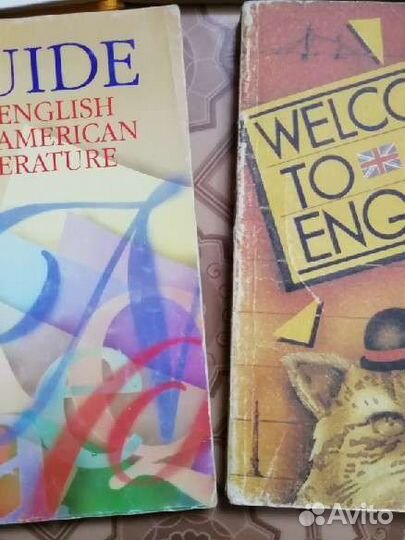 UIDE
ENGLISH
AMERICAN
ERATURE
WELCO
TO
ENG
Avito